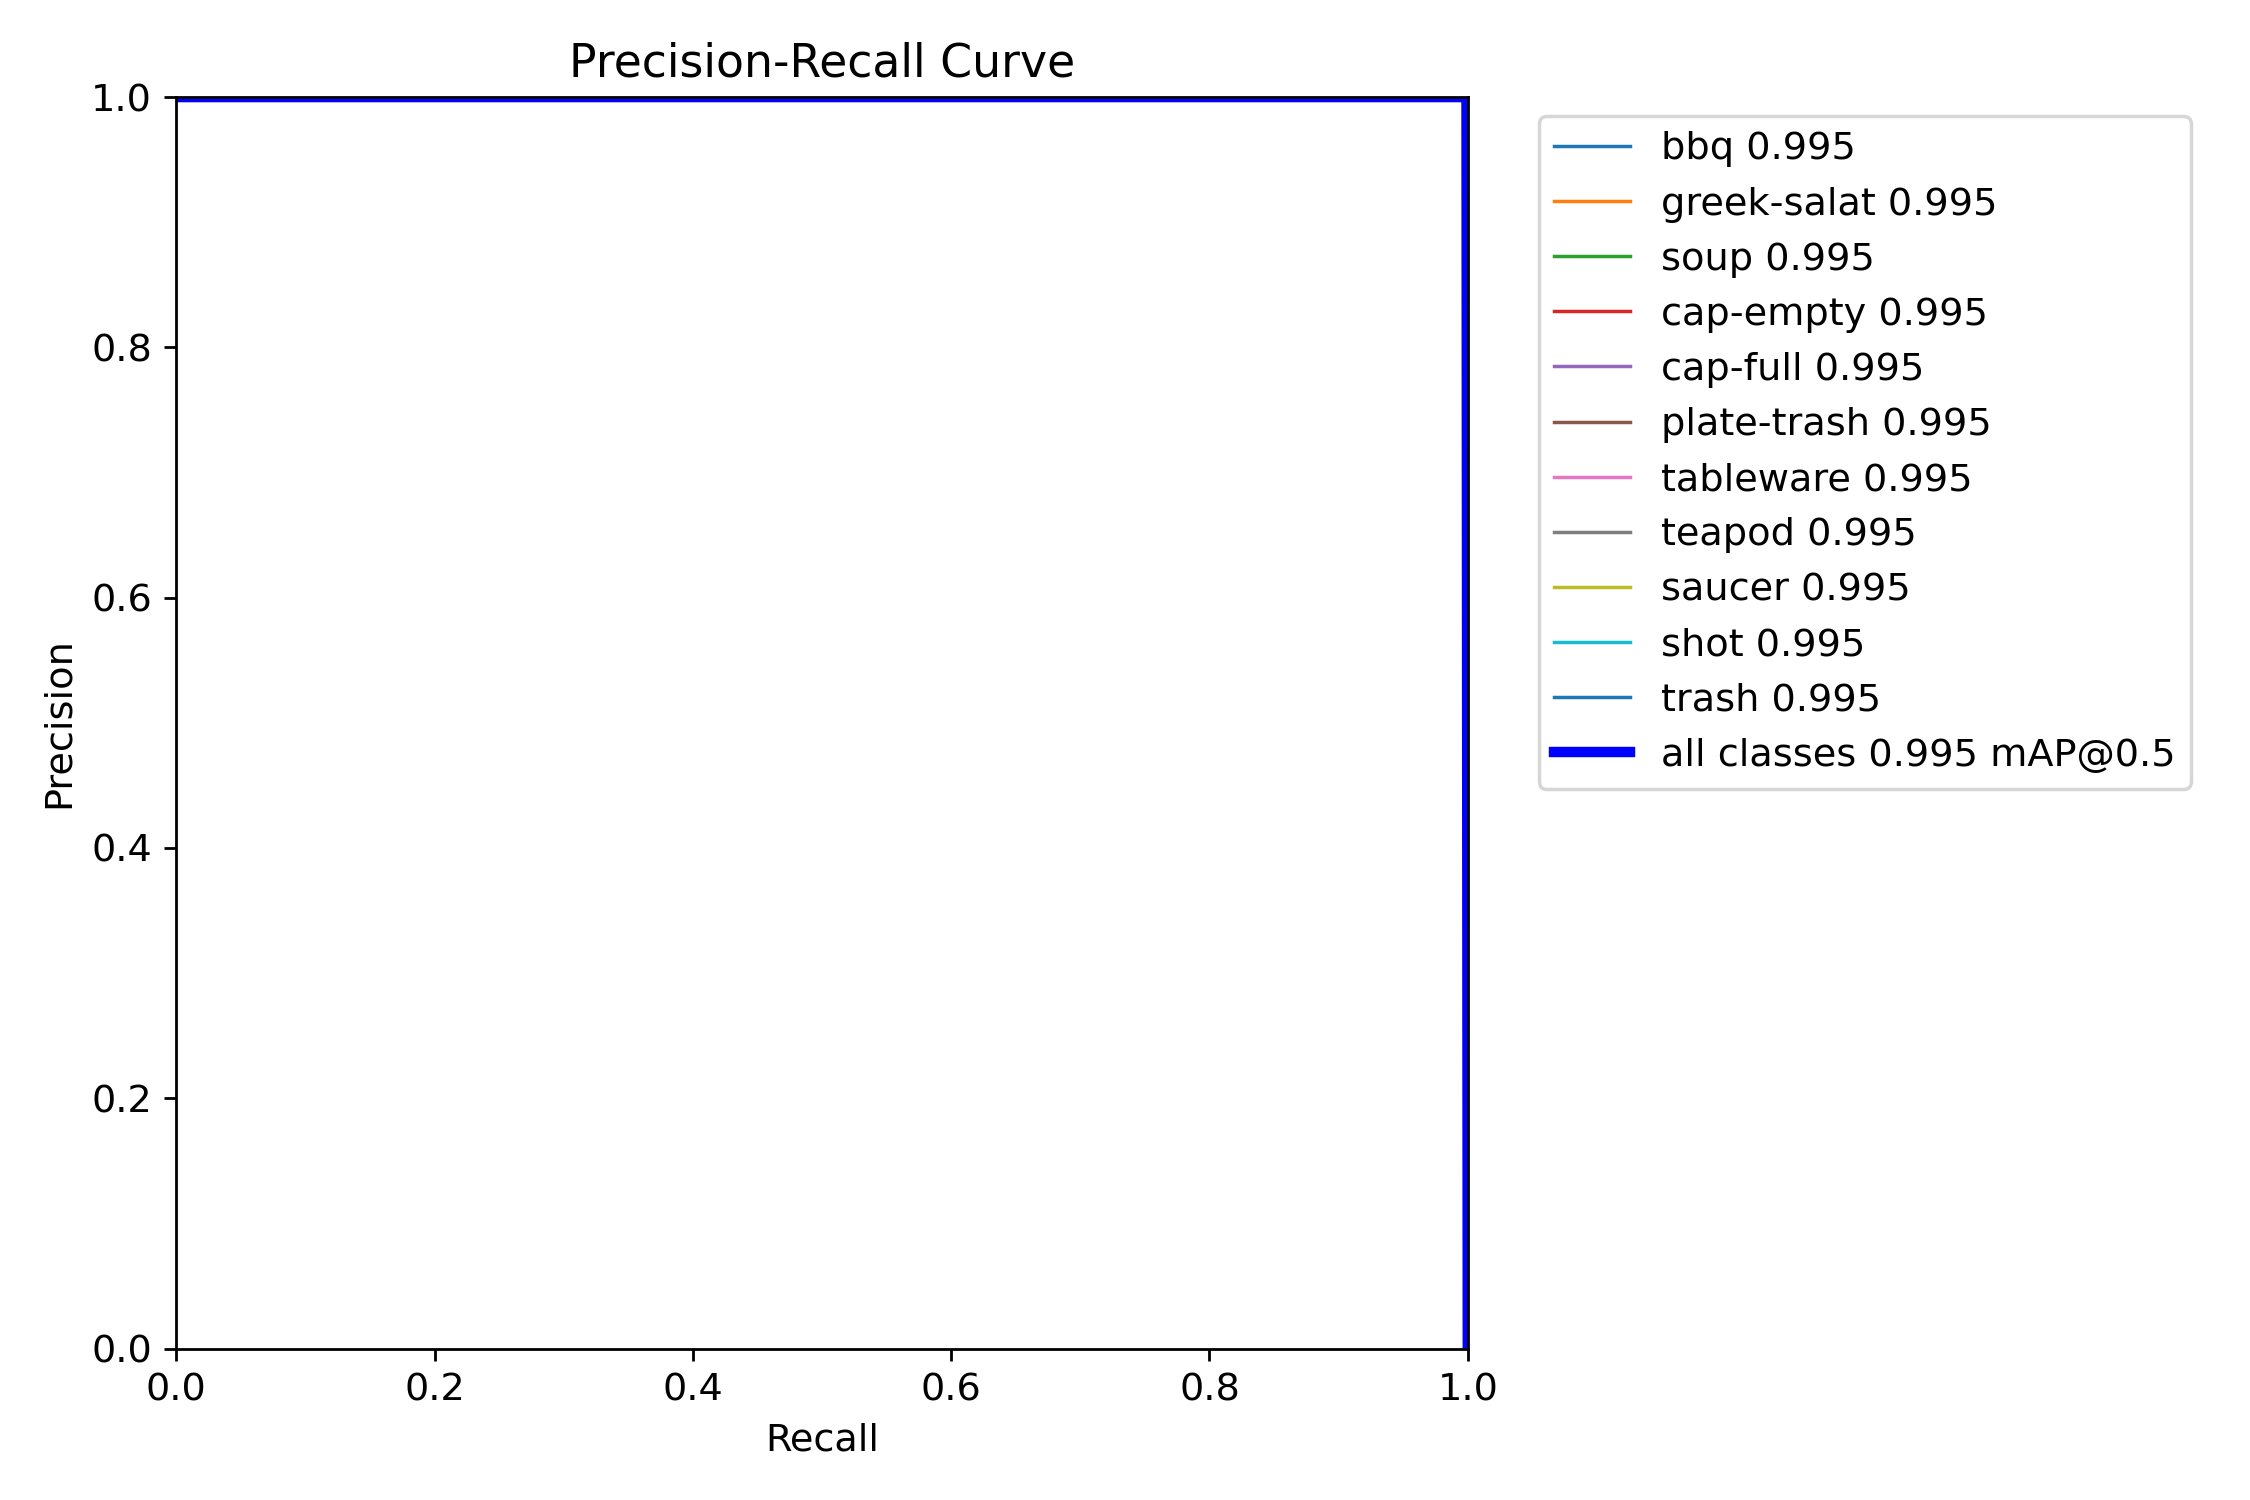 Precision-Recall Curve
1.0
0.8
0.6
0.4
0.2
0.0
Precision
0.0 0.2 0.4 0.6 0.8 1.0
Recall
bbq 0.995
greek-salat 0.995
soup 0.995
cap-empty 0.995
cap-full 0.995
plate-trash 0.995
tableware 0.995
teapod 0.995
saucer 0.995
shot 0.995
trash 0.995
all classes 0.995 mAP@0.5